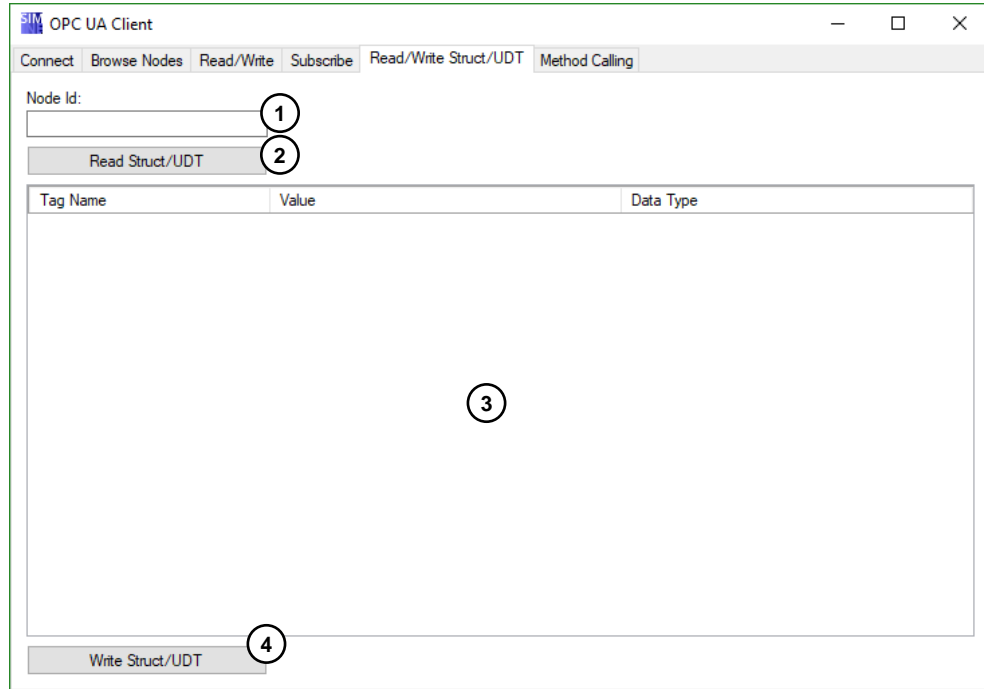 SIM OPC UA Client
Connect Browse Nodes Read/Write Subscribe Read/Write Struct/UDT Method Calling
Node Id:
1
Read Struct/UDT 2
Tag Name Value Data Type
3
4
Write Struct/UDT